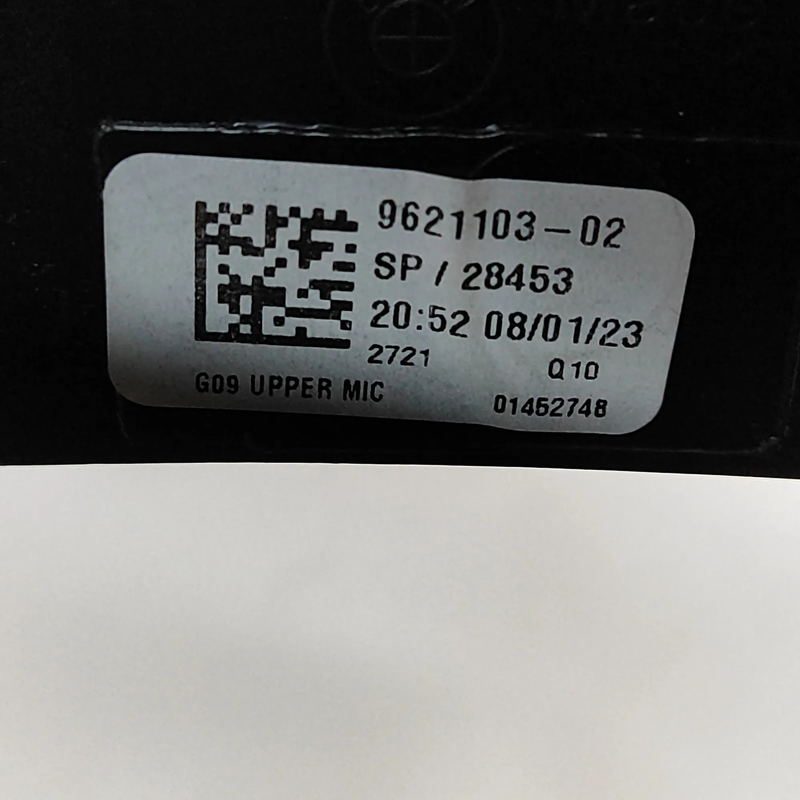 9621103-02
SP / 28453
20:52 08/01/23
2721 Q10
G09 UPPER MIC 01452748